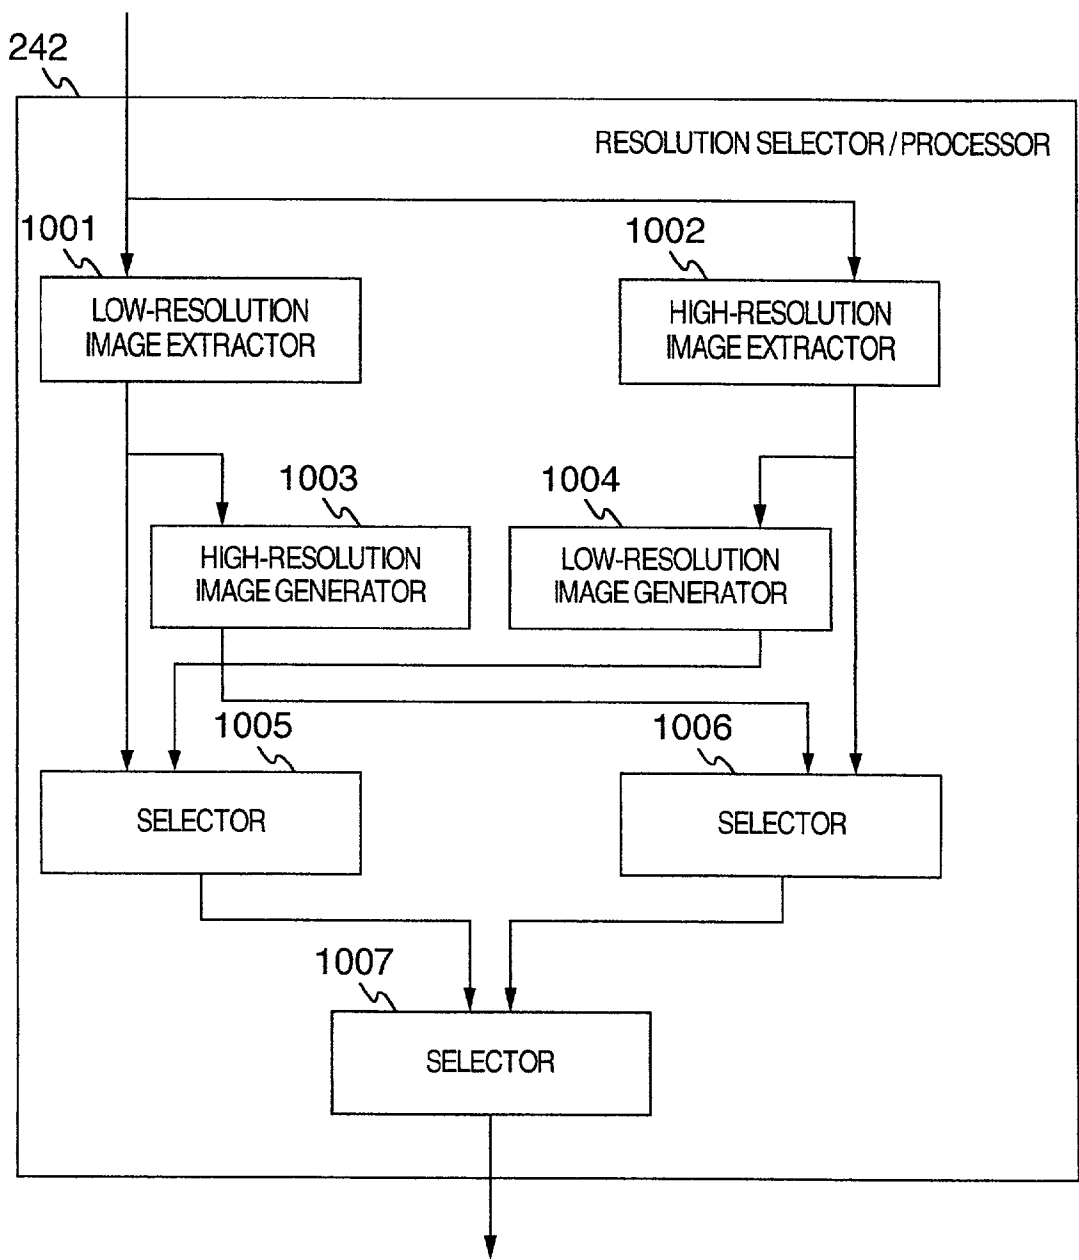 242
RESOLUTION SELECTOR / PROCESSOR
1001
1002
LOW-RESOLUTION
IMAGE EXTRACTOR
HIGH-RESOLUTION
IMAGE EXTRACTOR
1003
1004
HIGH-RESOLUTION
IMAGE GENERATOR
LOW-RESOLUTION
IMAGE GENERATOR
1005
1006
SELECTOR
SELECTOR
1007
SELECTOR